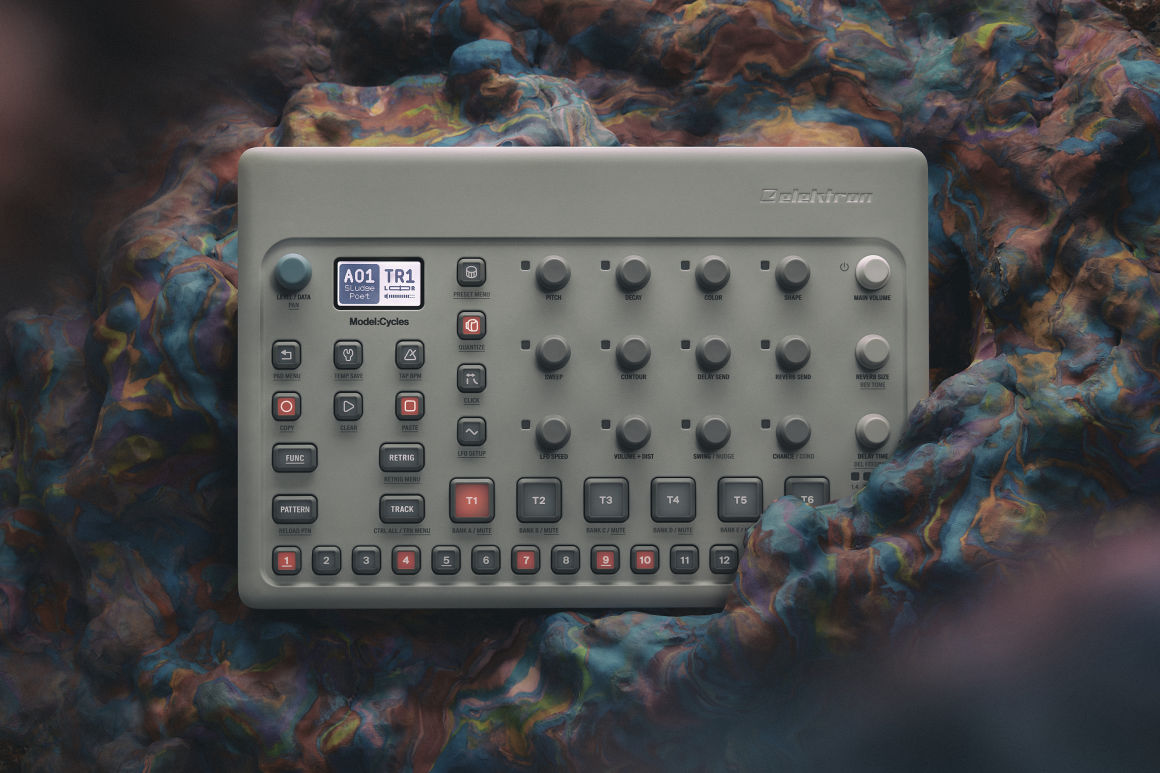 elektron
A01 TR1
Sludge L R
Poet
LEVEL / DATA
PAN
Model:Cycles
PRESET MENU
PITCH
DECAY
COLOR
SHAPE
MAIN VOLUME
QUANTIZE
PAD MENU
TEMP SAVE
TAP BPM
CLICK
SWEEP
CONTOUR
DELAY SEND
REVERB SEND
REVERB SIZE
REV TONE
COPY
CLEAR
PASTE
LFO SETUP
LFO SPEED
VOLUME + DIST
SWING / NUDGE
CHANCE / COND
DELAY TIME
FUNC
RETRIG
RETRIG MENU
T1
T2
T3
T4
T5
T6
PATTERN
TRACK
RELOAD PTN
CTRL ALL / TRK MENU
BANK A / MUTE
BANK B / MUTE
BANK C / MUTE
BANK D / MUTE
BANK E /
1 2 3 4 5 6 7 8 9 10 11 12